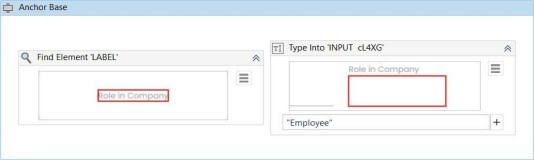 Anchor Base
Find Element 'LABEL'
Role in Company
Type Into 'INPUT cL4XG'
Role in Company
"Employee"
+